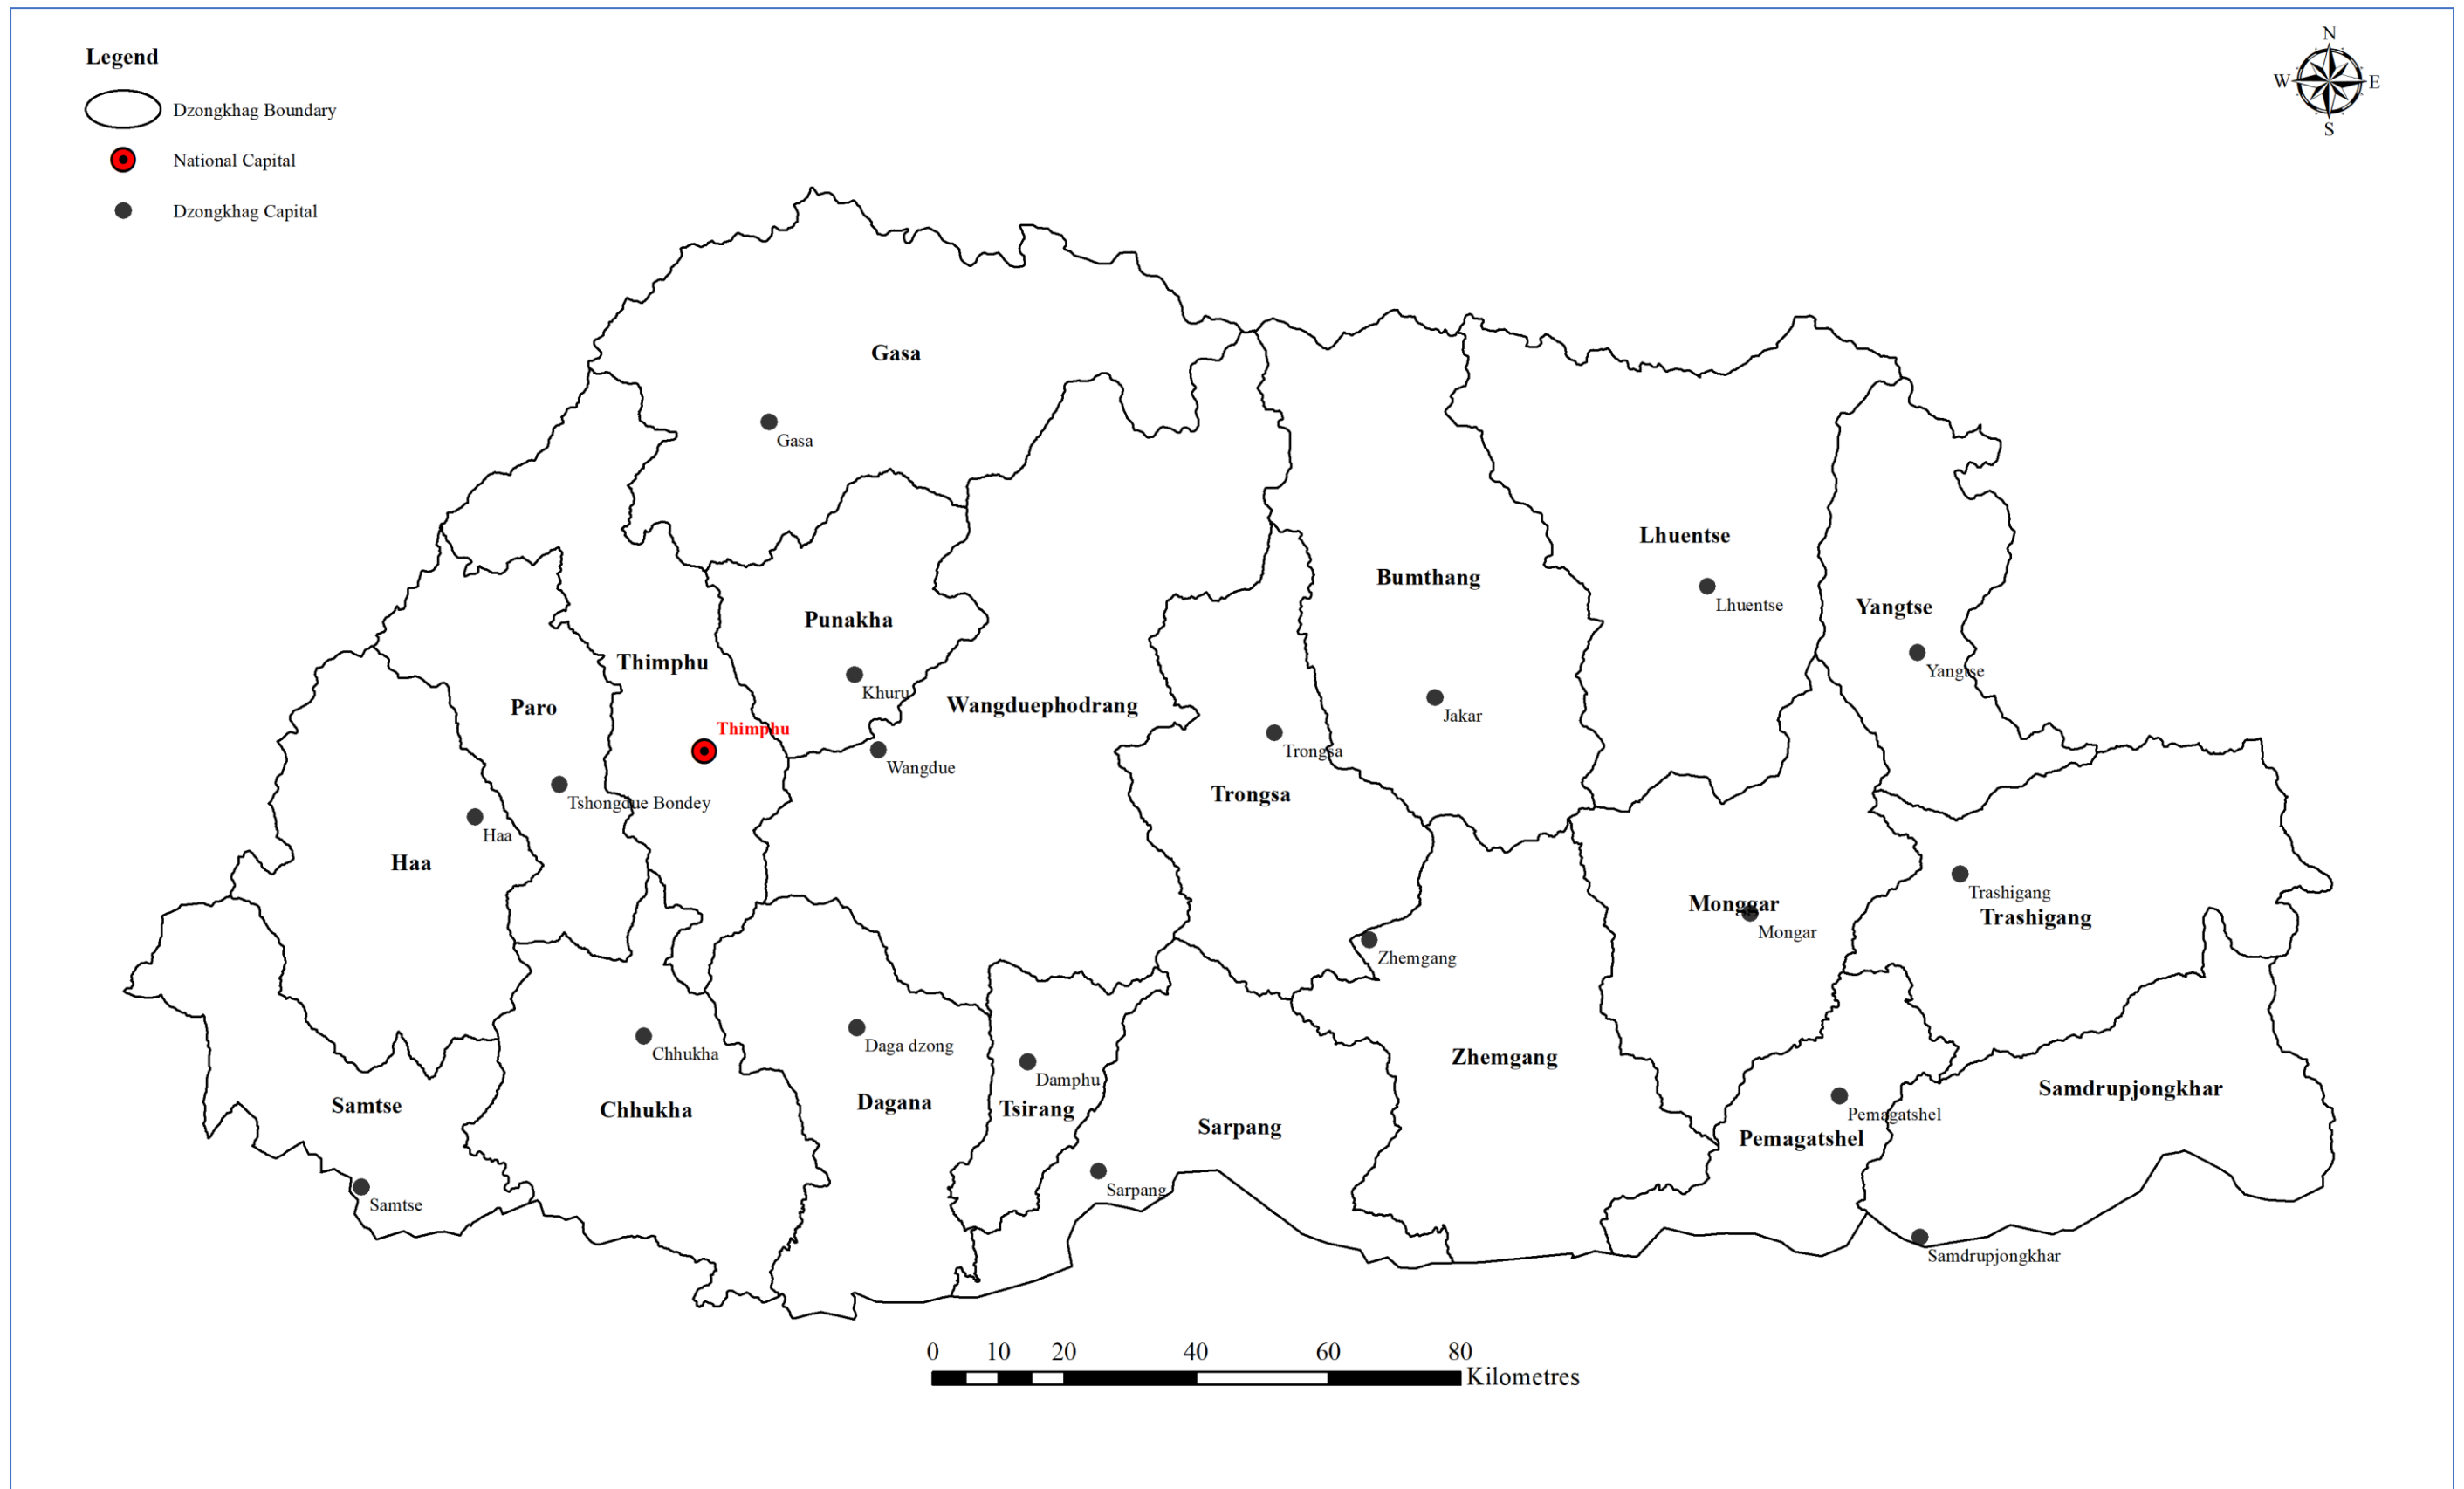 Legend
Dzongkhag Boundary
National Capital
Dzongkhag Capital
N
W E
S
Gasa
Gasa
Lhuentse
Bumthang
Lhuentse
Yangtse
Punakha
Thimphu
Yangtse
Khuru
Paro
Wangduephodrang
Jakar
Thimphu
Trongsa
Wangdue
Trongsa
Tshongdue Bondey
Haa
Haa
Trashigang
Monggar
Trashigang
Mongar
Zhemgang
Daga dzong
Chhukha
Zhemgang
Damphu
Samdrupjongkhar
Dagana
Samtse
Chhukha
Tsirang
Pemagatshel
Sarpang
Pemagatshel
Sarpang
Samtse
Samdrupjongkhar
0 10 20 40 60 80
Kilometres